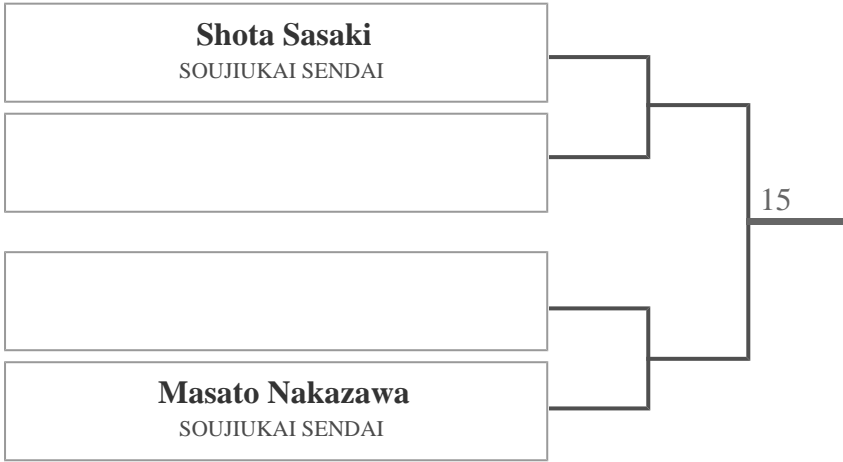 Shota Sasaki
SOUJIUKAI SENDAI
15
Masato Nakazawa
SOUJIUKAI SENDAI